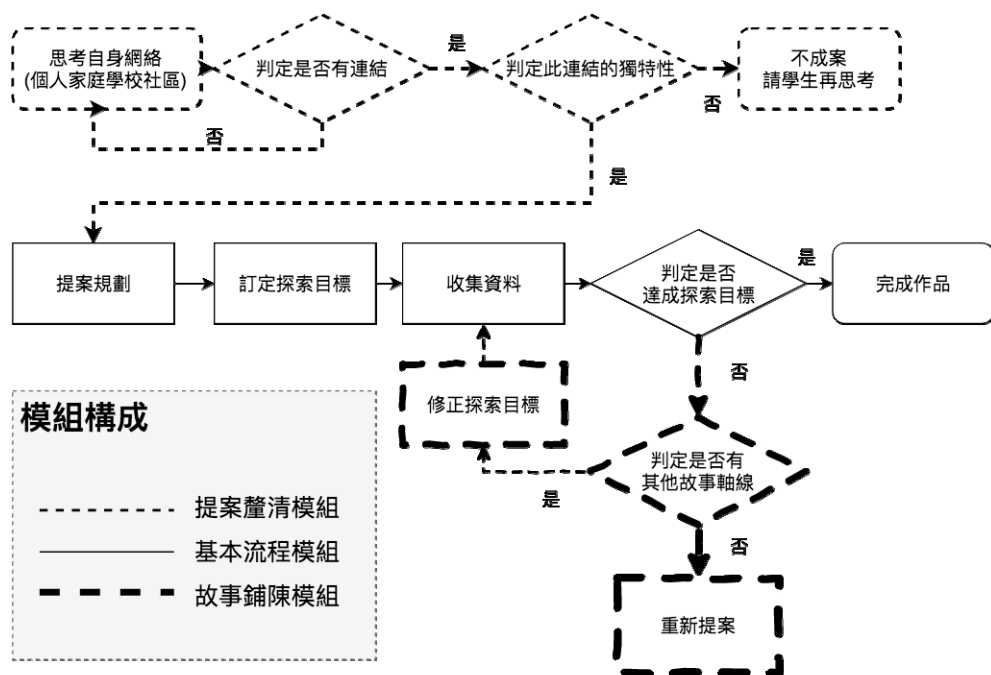 思考自身網絡
(個人家庭學校社區)
判定是否有連結
是
判定此連結的獨特性
否
不成案
請學生再思考
否
是
提案規劃
訂定探索目標
收集資料
判定是否
達成探索目標
是
完成作品
否
修正探索目標
判定是否有
其他故事軸線
是
否
重新提案
模組構成
提案釐清模組
基本流程模組
故事鋪陳模組